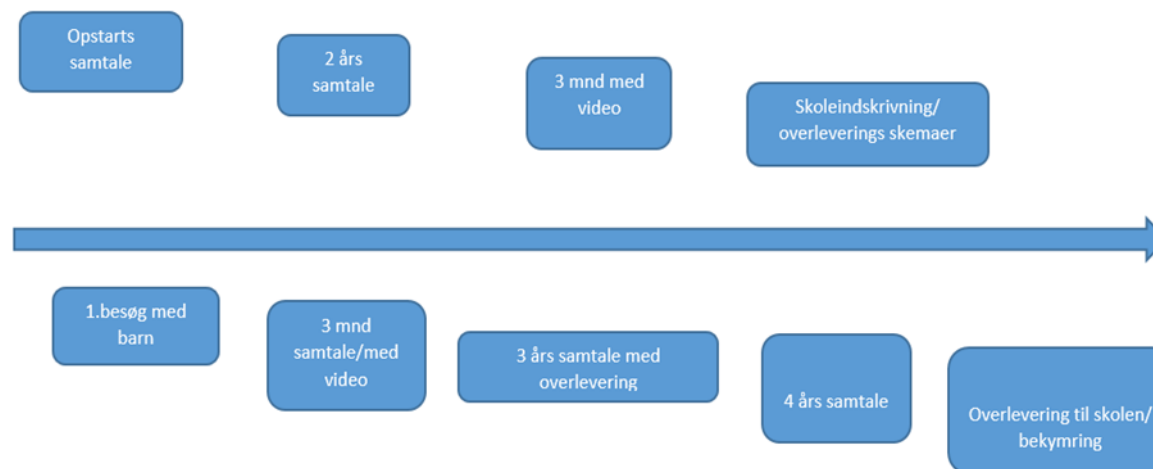 Opstarts
samtale
2 års
samtale
3 mnd med
video
Skoleindskrivning/
overleverings skemaer
1.besøg med
barn
3 mnd
samtale/med
video
3 års samtale med
overlevering
4 års samtale
Overlevering til skolen/
bekymring